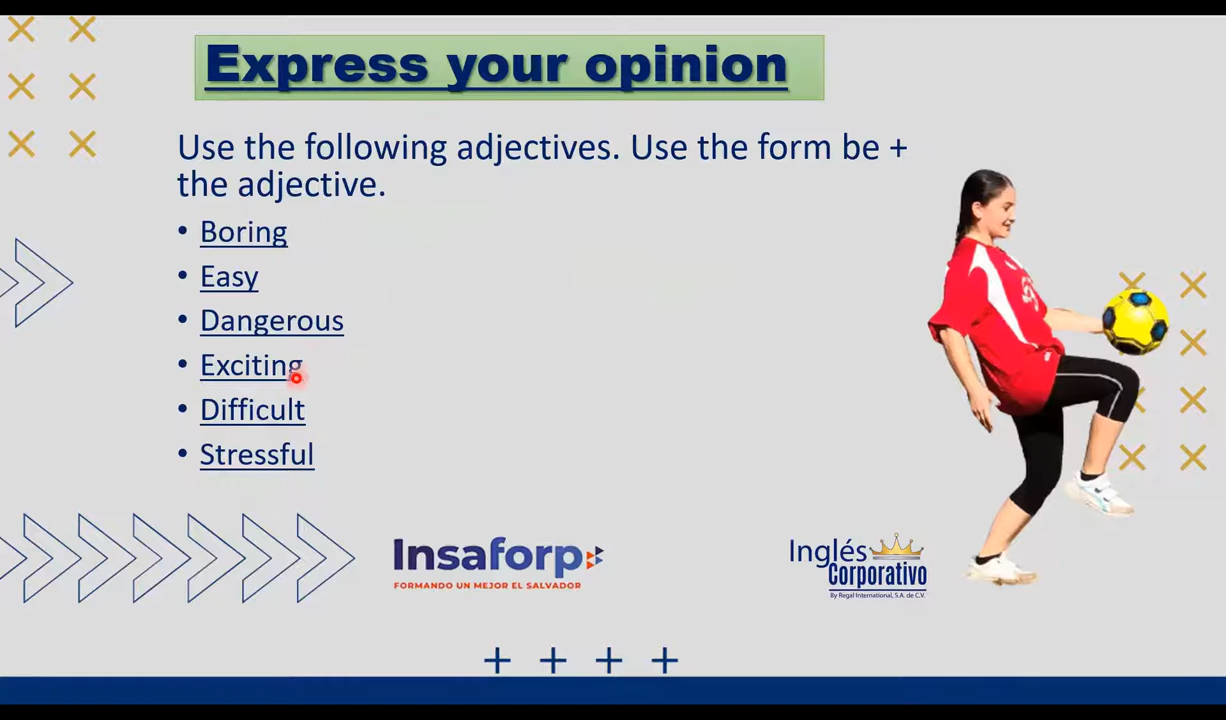 Express your opinion
Use the following adjectives. Use the form be +
the adjective.
• Boring
• Easy
• Dangerous
• Exciting
• Difficult
• Stressful
Insaforp
FORMANDO UN MEJOR EL SALVADOR
Inglés
Corporativo
By Regal International, S.A. de C.V.